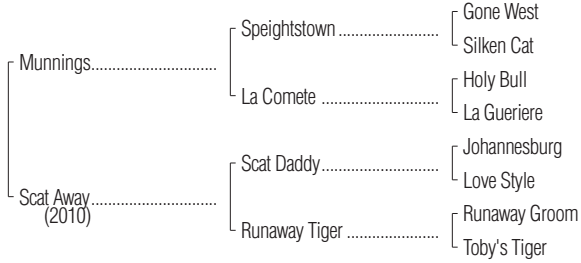 Gone West
Speightstown
Silken Cat
Munnings
Holy Bull
La Comete
La Gueriere
Johannesburg
Scat Daddy
Love Style
Scat Away
(2010)
Runaway Groom
Runaway Tiger
Toby's Tiger